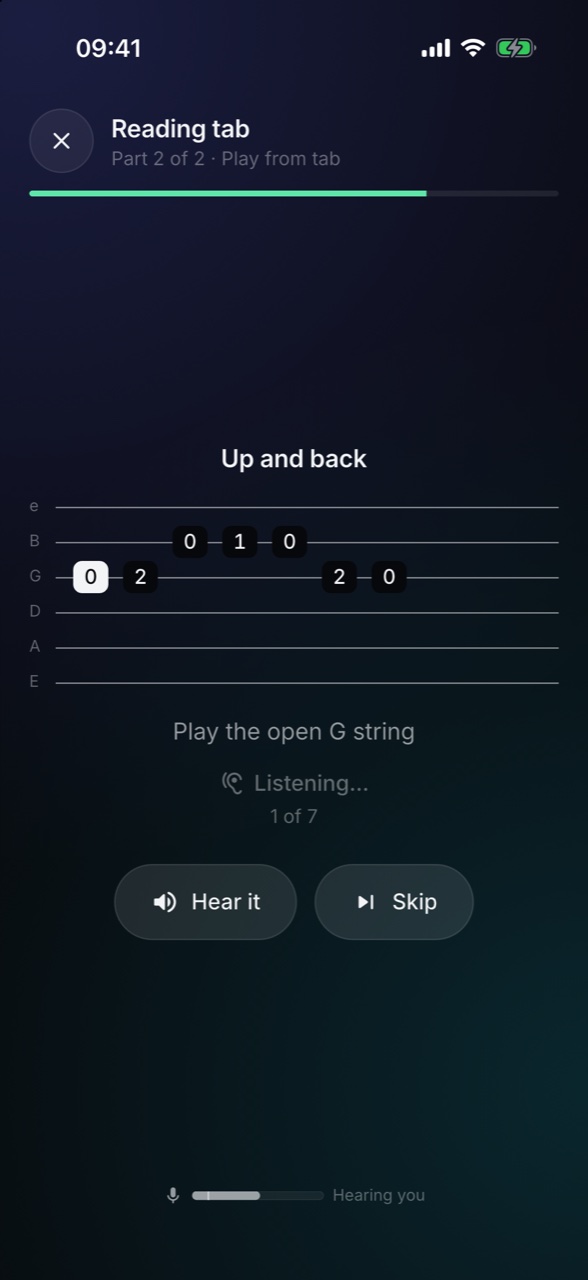 09:41
Reading tab
Part 2 of 2 · Play from tab
Up and back
e
B 0 1 0
G 0 2 2 0
D
A
E
Play the open G string
Listening...
1 of 7
Hear it Skip
Hearing you